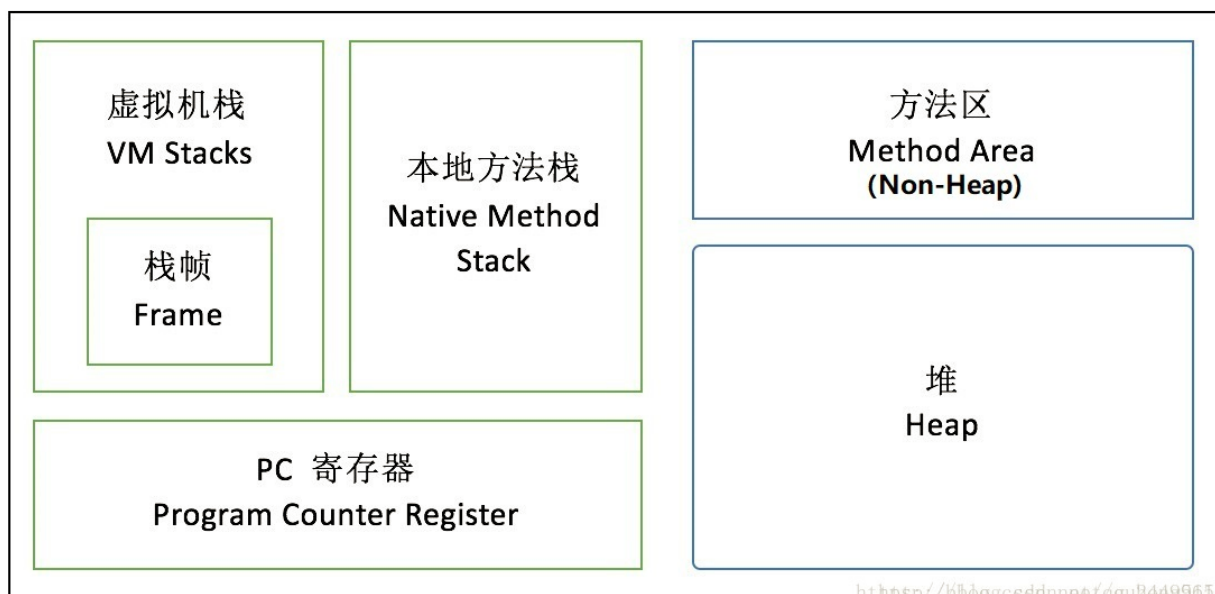 虚拟机栈
VM Stacks
栈帧
Frame
本地方法栈
Native Method
Stack
PC 寄存器
Program Counter Register
方法区
Method Area
(Non-Heap)
堆
Heap